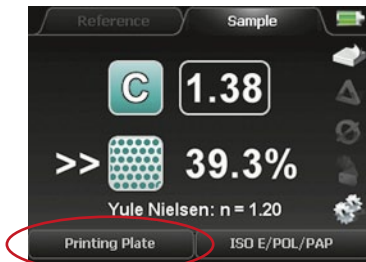 Reference Sample
C 1.38
>> 39.3%
Yule Nielsen: n = 1.20
Printing Plate ISO E/POL/PAP